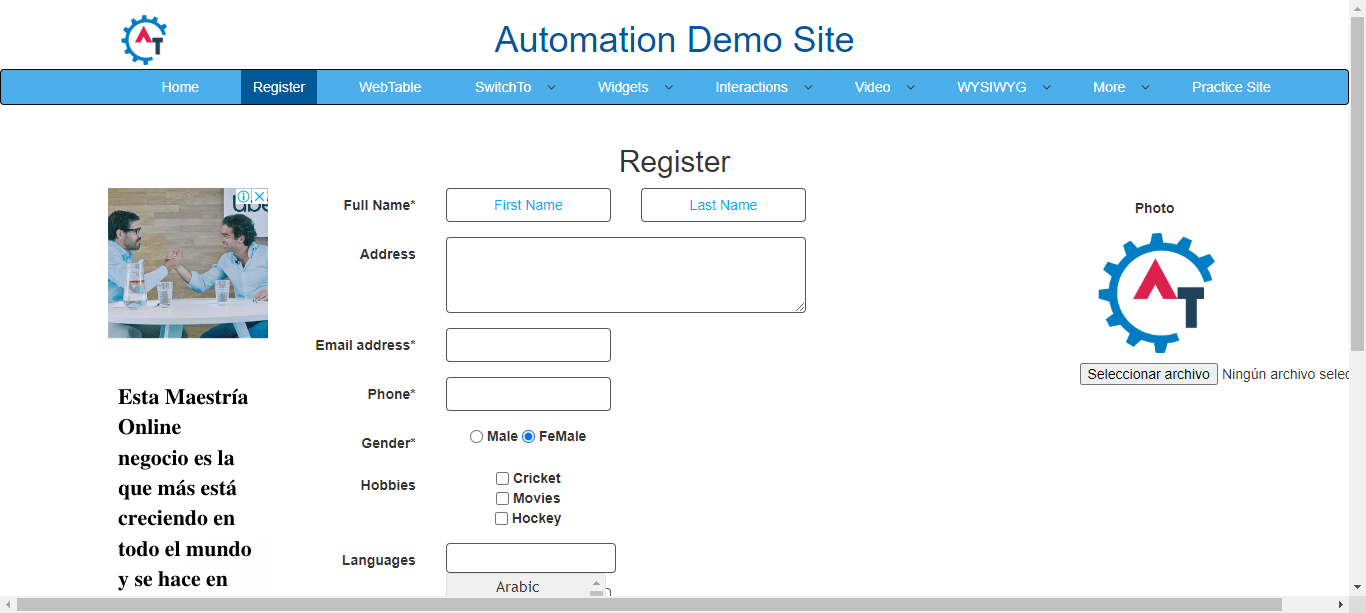 Automation Demo Site
Home Register WebTable SwitchTo Widgets Interactions Video WYSIWYG More Practice Site
Register
Full Name* First Name Last Name
Photo
Address
Email address*
Seleccionar archivo Ningún archivo selec
Phone*
Gender* Male FeMale
Hobbies Cricket
Movies
Hockey
Languages
Arabic
Esta Maestría
Online
negocio es la
que más está
creciendo en
todo el mundo
y se hace en